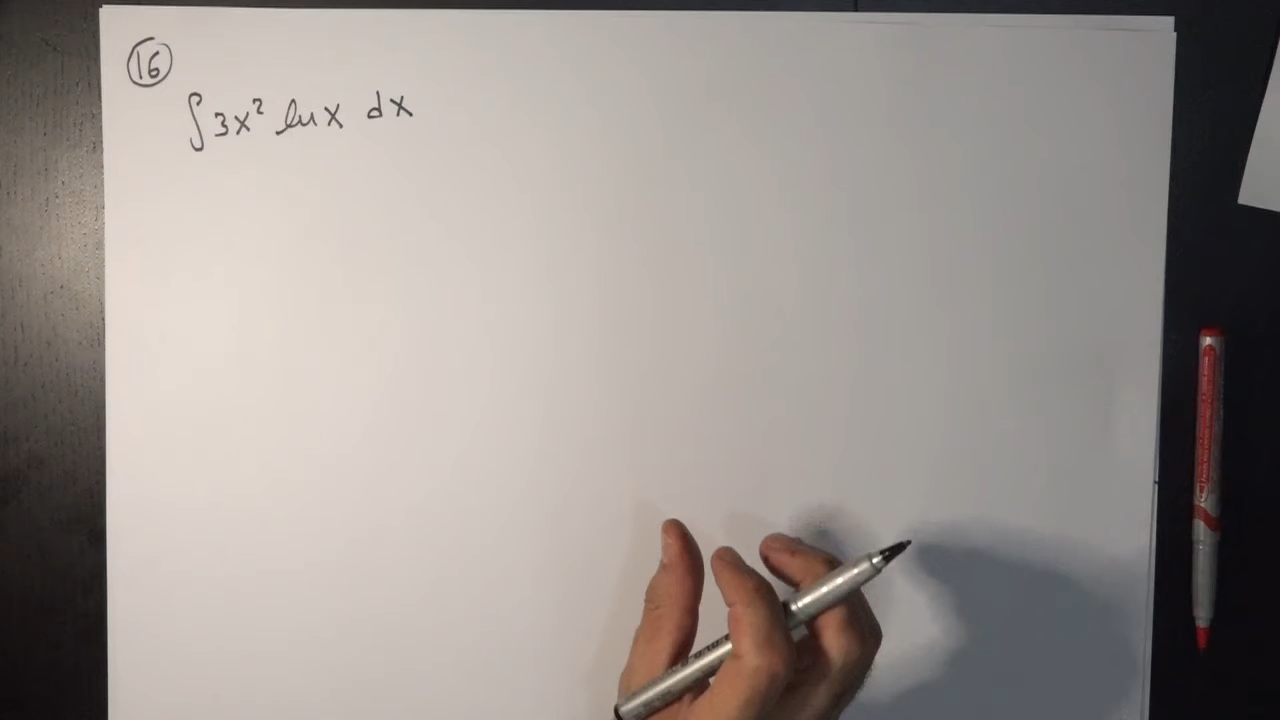 16
∫3x² ln x dx